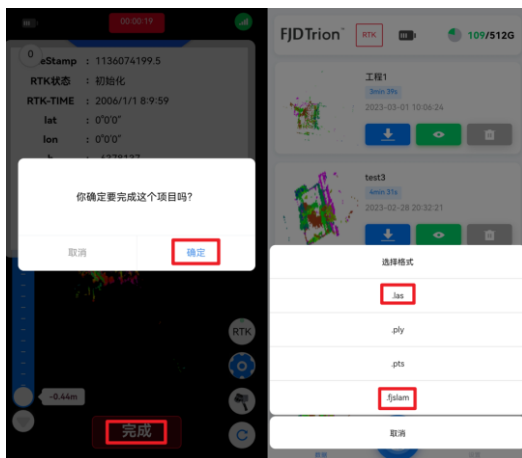 00:00:19
0
eStamp : 1136074199.5
RTK状态 : 初始化
RTK-TIME : 2006/1/1 8:9:59
lat : 0°0'0"
lon : 0°0'0"
你确定要完成这个项目吗?
取消
确定
RTK
-0.44m
完成
FJDTrion
RTK
109/512G
工程1
3min 39s
2023-03-01 10:06:24
test3
4min 31s
2023-02-28 20:32:21
选择格式
.las
.ply
.pts
.fjslam
取消